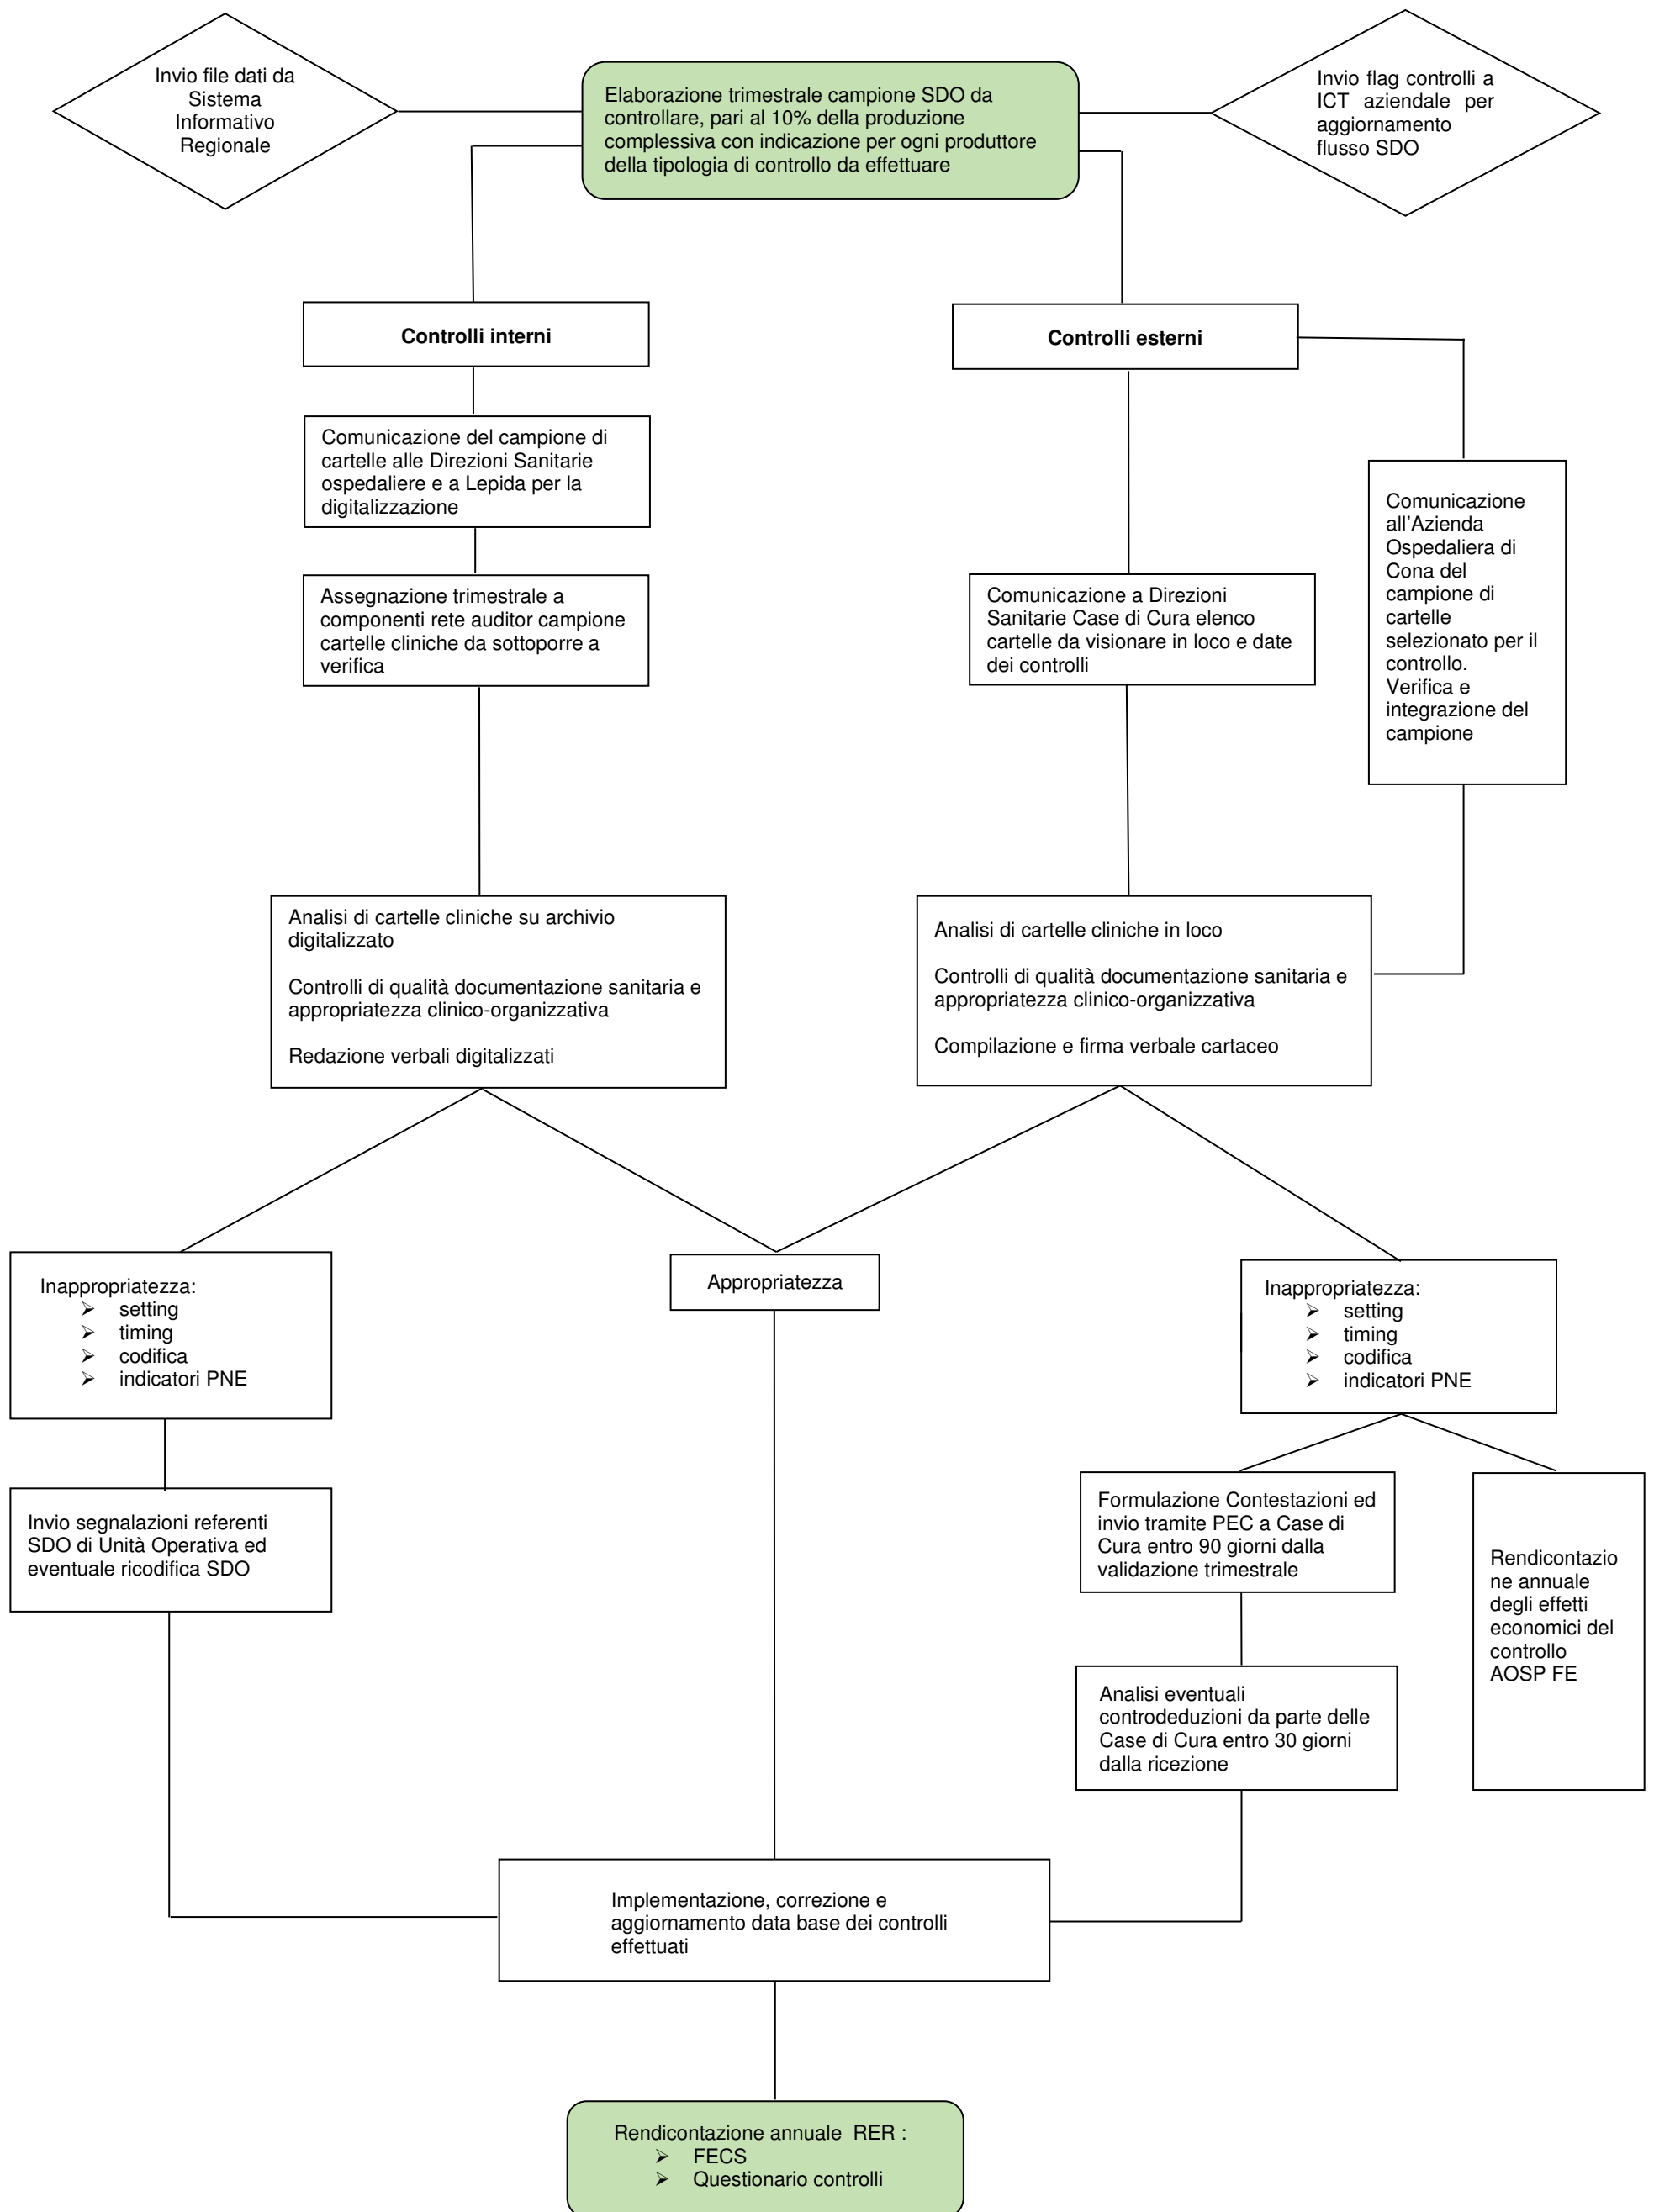 Invio file dati da
Sistema
Informativo
Regionale
Elaborazione trimestrale campione SDO da
controllare, pari al 10% della produzione
complessiva con indicazione per ogni produttore
della tipologia di controllo da effettuare
Invio flag controlli a
ICT aziendale per
aggiornamento
flusso SDO
Controlli interni
Controlli esterni
Comunicazione del campione di
cartelle alle Direzioni Sanitarie
ospedaliere e a Lepida per la
digitalizzazione
Assegnazione trimestrale a
componenti rete auditor campione
cartelle cliniche da sottoporre a
verifica
Comunicazione a Direzioni
Sanitarie Case di Cura elenco
cartelle da visionare in loco e date
dei controlli
Comunicazione
all'Azienda
Ospedaliera di
Cona del
campione di
cartelle
selezionato per il
controllo.
Verifica e
integrazione del
campione
Analisi di cartelle cliniche su archivio
digitalizzato
Controlli di qualità documentazione sanitaria e
appropriatezza clinico-organizzativa
Redazione verbali digitalizzati
Analisi di cartelle cliniche in loco
Controlli di qualità documentazione sanitaria e
appropriatezza clinico-organizzativa
Compilazione e firma verbale cartaceo
Inappropriatezza:
➢ setting
➢ timing
➢ codifica
➢ indicatori PNE
Appropriatezza
Inappropriatezza:
➢ setting
➢ timing
➢ codifica
➢ indicatori PNE
Invio segnalazioni referenti
SDO di Unità Operativa ed
eventuale ricodifica SDO
Formulazione Contestazioni ed
invio tramite PEC a Case di
Cura entro 90 giorni dalla
validazione trimestrale
Rendicontazio
ne annuale
degli effetti
economici del
controllo
AOSP FE
Analisi eventuali
controdeduzioni da parte delle
Case di Cura entro 30 giorni
dalla ricezione
Implementazione, correzione e
aggiornamento data base dei controlli
effettuati
Rendicontazione annuale RER :
➢ FECS
➢ Questionario controlli